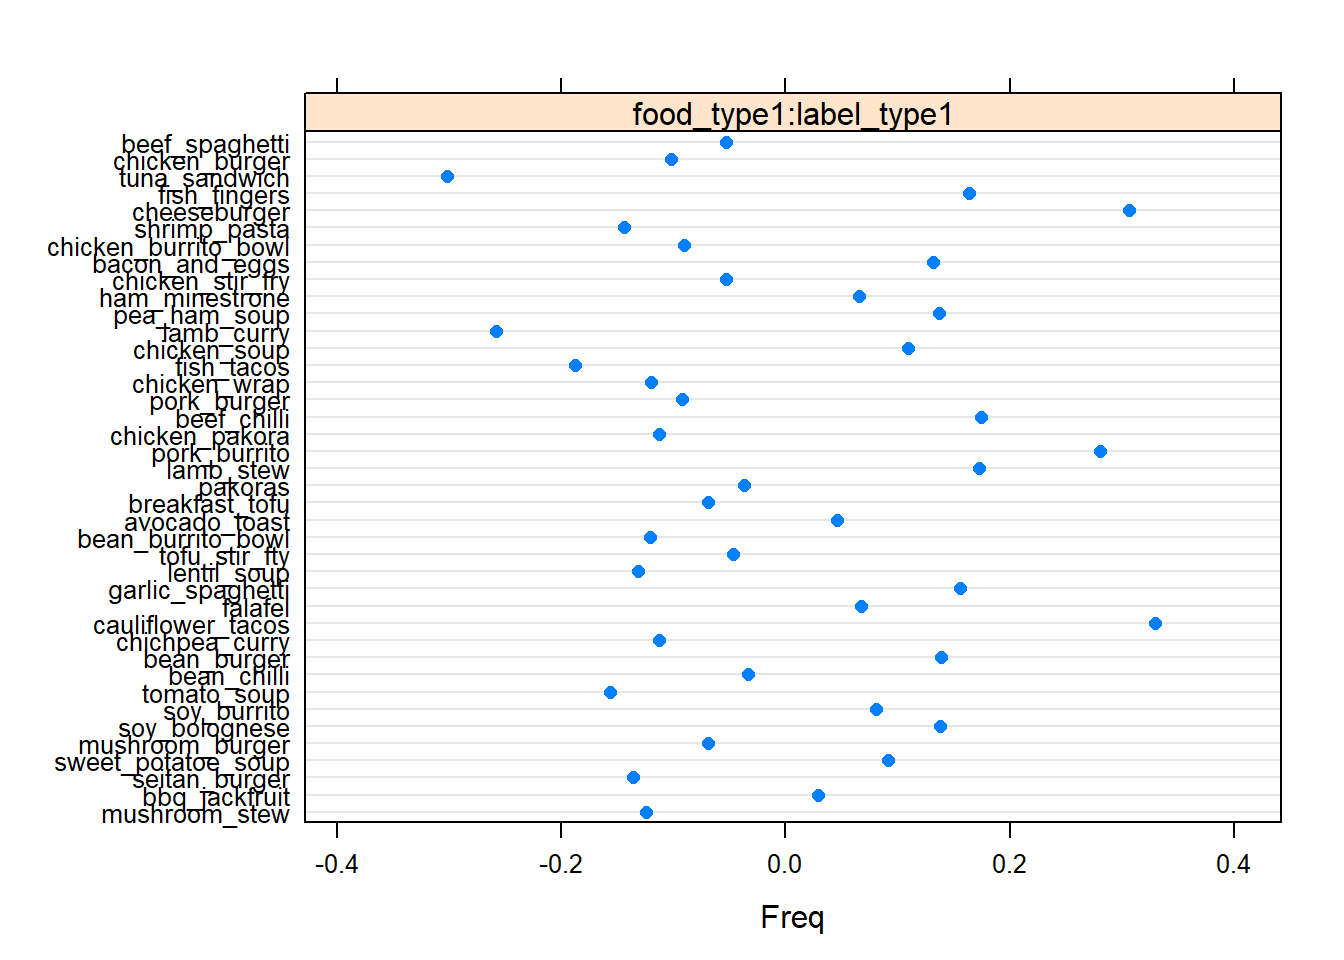 food_type1:label_type1
beef_spaghetti
chicken_burger
tuna_sandwich
fish_fingers
cheeseburger
shrimp_pasta
chicken_burrito_bowl
bacon_and_eggs
chicken_stir_fry
ham_minestrone
pea_ham_soup
lamb_curry
chicken_soup
fish_tacos
chicken_wrap
pork_burger
beef_chilli
chicken_pakora
pork_burrito
lamb_stew
pakoras
breakfast_tofu
avocado_toast
bean_burrito_bowl
tofu_stir_fty
lentil_soup
garlic_spaghetti
falafel
cauliflower_tacos
chichpea_curry
bean_burger
bean_chilli
tomato_soup
soy_burrito
soy_bolognese
mushroom_burger
sweet_potatoe_soup
seitan_burger
bbq_jackfruit
mushroom_stew
-0.4 -0.2 0.0 0.2 0.4
Freq